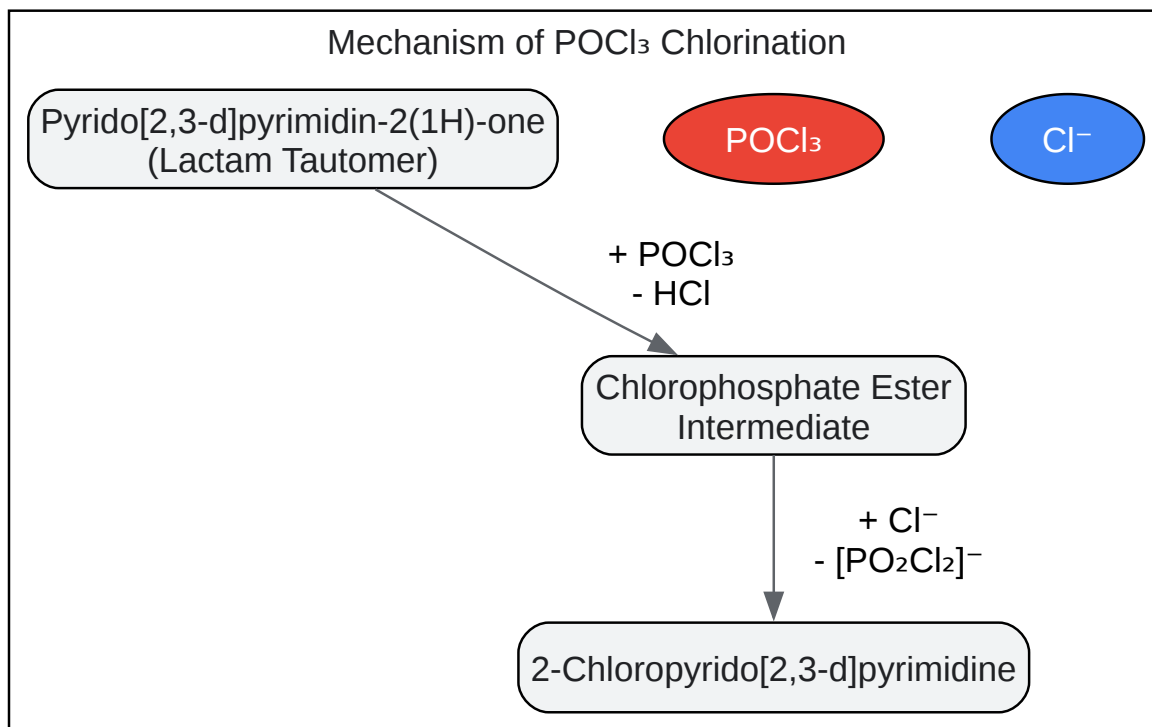 Mechanism of POCl₃ Chlorination
Pyrido[2,3-d]pyrimidin-2(1H)-one
(Lactam Tautomer)
POCl₃
Cl⁻
+ POCl₃
- HCl
Chlorophosphate Ester
Intermediate
+ Cl⁻
- [PO₂Cl₂]⁻
2-Chloropyrido[2,3-d]pyrimidine